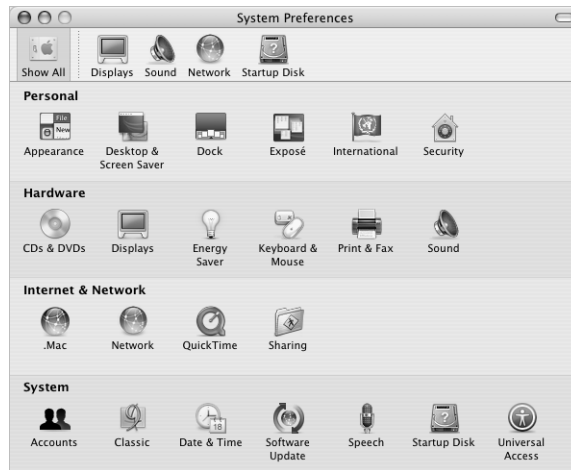 System Preferences
Show All Displays Sound Network Startup Disk
Personal
File
New
Appearance Desktop & Screen Saver Dock Exposé International Security
Hardware
CDs & DVDs Displays Energy Saver Keyboard & Mouse Print & Fax Sound
Internet & Network
.Mac Network QuickTime Sharing
System
18
Accounts Classic Date & Time Software Update Speech Startup Disk Universal Access